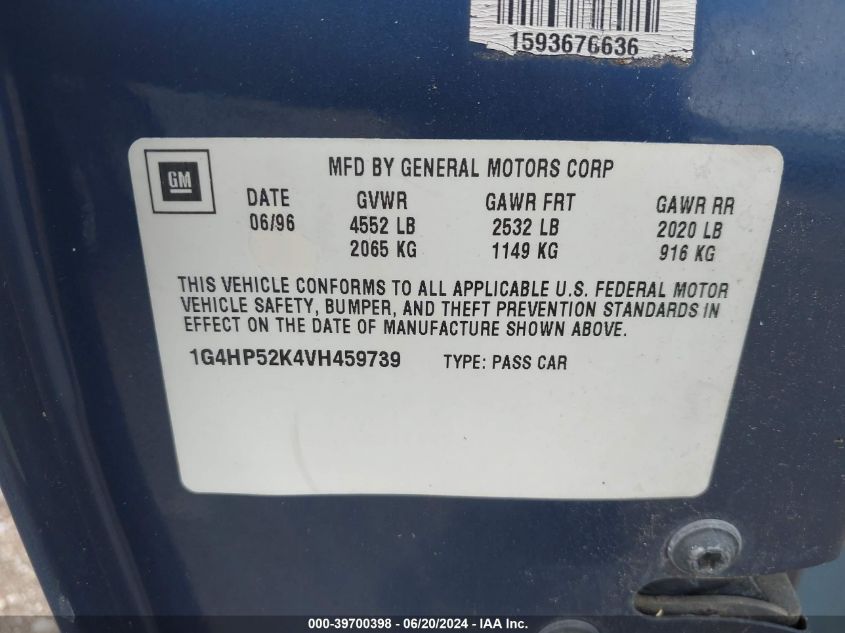 1593676636
GM
MFD BY GENERAL MOTORS CORP
DATE GVWR GAWR FRT GAWR RR
06/96 4552 LB 2532 LB 2020 LB
2065 KG 1149 KG 916 KG
THIS VEHICLE CONFORMS TO ALL APPLICABLE U.S. FEDERAL MOTOR
VEHICLE SAFETY, BUMPER, AND THEFT PREVENTION STANDARDS IN
EFFECT ON THE DATE OF MANUFACTURE SHOWN ABOVE.
1G4HP52K4VH459739 TYPE: PASS CAR
000-39700398 - 06/20/2024 - IAA Inc.